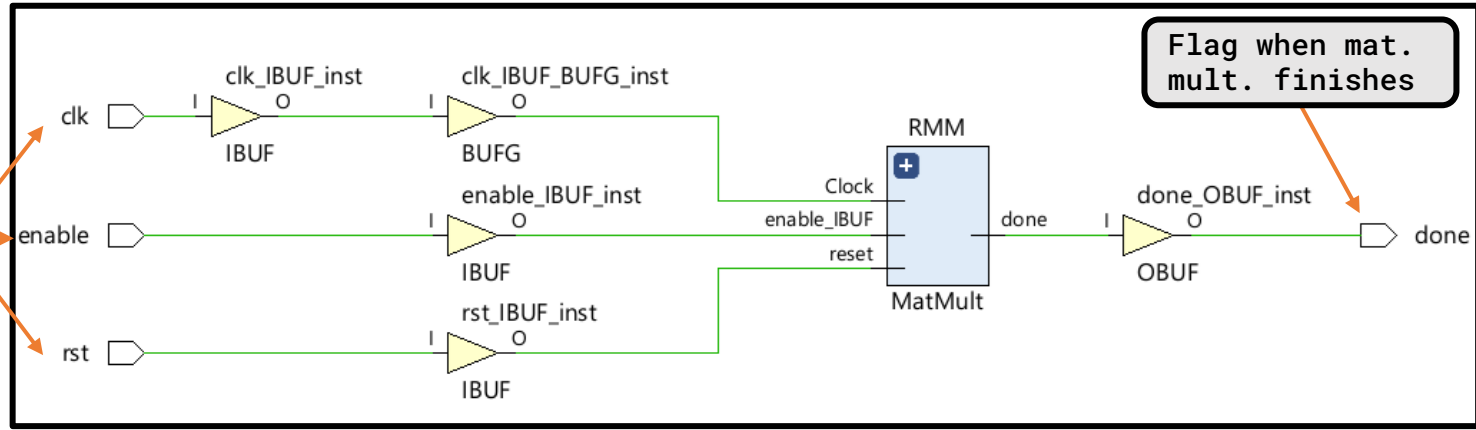 Flag when mat.
mult. finishes
clk_IBUF_inst
clk_IBUF_BUFG_inst
clk
I
O
I
O
IBUF
BUFG
RMM
Clock
enable_IBUF_inst
done_OBUF_inst
enable
I
O
enable_IBUF
done
I
O
done
reset
IBUF
OBUF
MatMult
rst_IBUF_inst
rst
I
O
IBUF